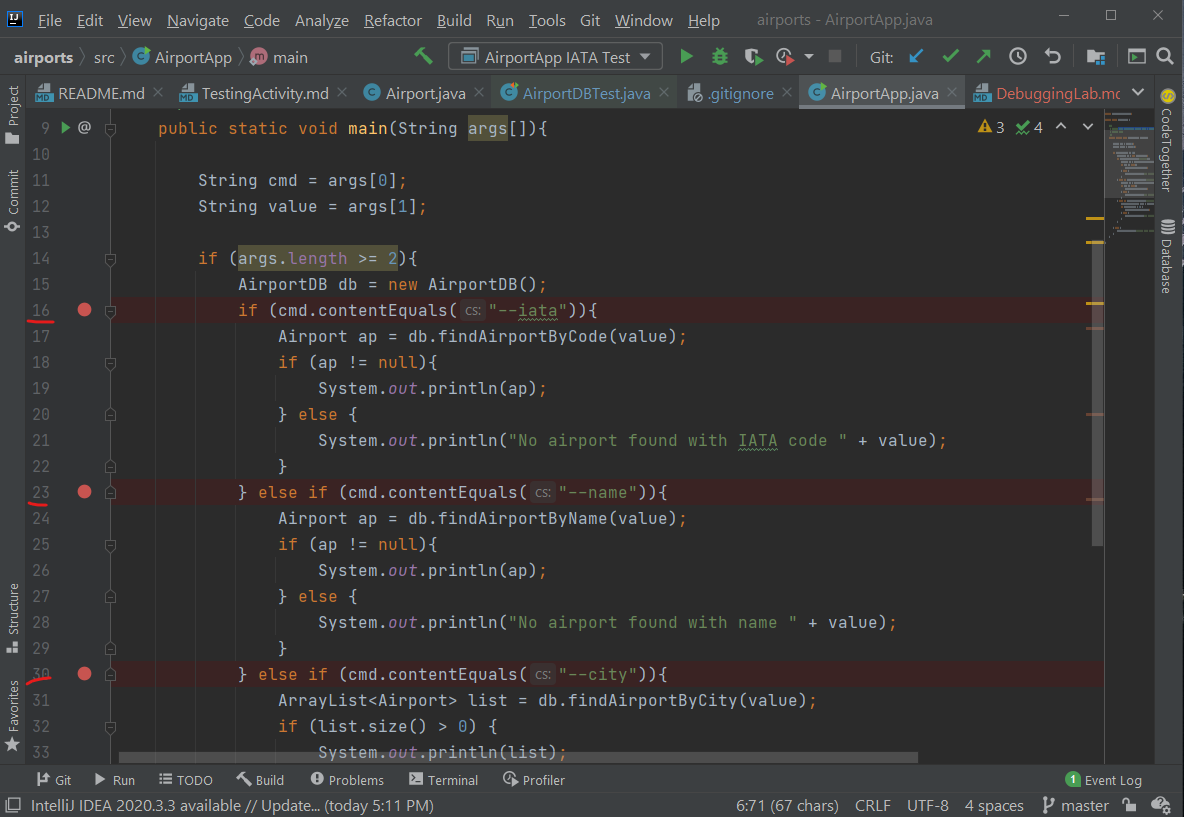 File Edit View Navigate Code Analyze Refactor Build Run Tools Git Window Help airports - AirportApp.java
airports src AirportApp main AirportApp IATA Test Git:
README.md TestingActivity.md Airport.java AirportDBTest.java .gitignore AirportApp.java DebuggingLab.mc
Project
Commit
Structure
Favorites
9 @ public static void main(String args[]){ 3 4
10
11 String cmd = args[0];
12 String value = args[1];
13
14 if (args.length >= 2){
15 AirportDB db = new AirportDB();
16 if (cmd.contentEquals( cs: "--iata")){
17 Airport ap = db.findAirportByCode(value);
18 if (ap != null){
19 System.out.println(ap);
20 } else {
21 System.out.println("No airport found with IATA code " + value);
22 }
23 } else if (cmd.contentEquals( cs: "--name")){
24 Airport ap = db.findAirportByName(value);
25 if (ap != null){
26 System.out.println(ap);
27 } else {
28 System.out.println("No airport found with name " + value);
29 }
30 } else if (cmd.contentEquals( cs: "--city")){
31 ArrayList<Airport> list = db.findAirportByCity(value);
32 if (list.size() > 0) {
33 System.out.println(list);
CodeTogether
Database
Git Run TODO Build Problems Terminal Profiler 1 Event Log
IntelliJ IDEA 2020.3.3 available // Update... (today 5:11 PM) 6:71 (67 chars) CRLF UTF-8 4 spaces master